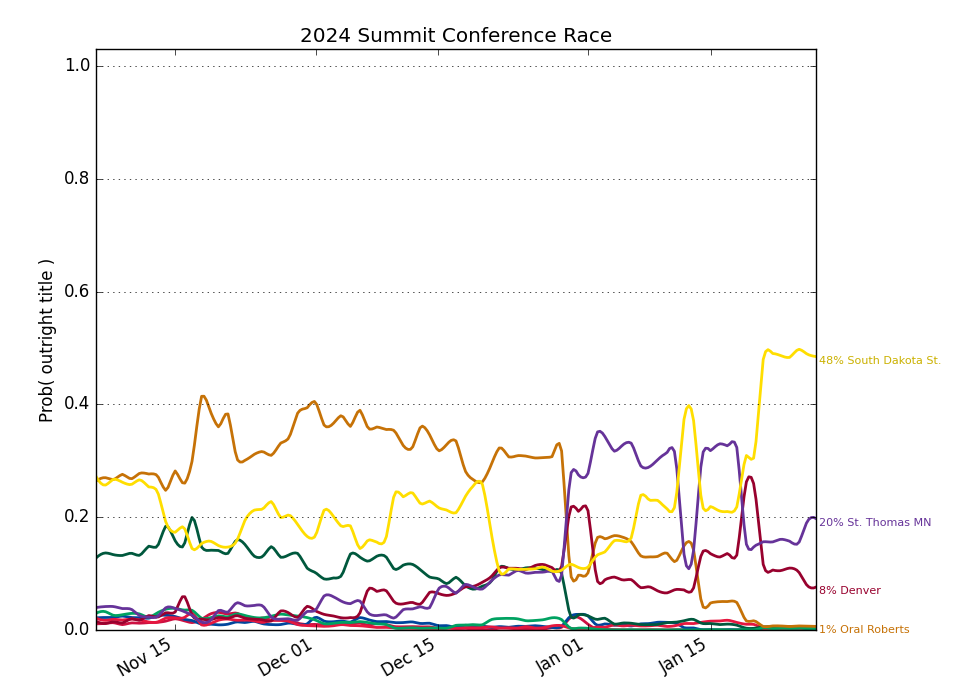 2024 Summit Conference Race
1.0
0.8
0.6
0.4
0.2
0.0
Prob( outright title )
48% South Dakota St.
20% St. Thomas MN
8% Denver
1% Oral Roberts
Nov 15
Dec 01
Dec 15
Jan 01
Jan 15